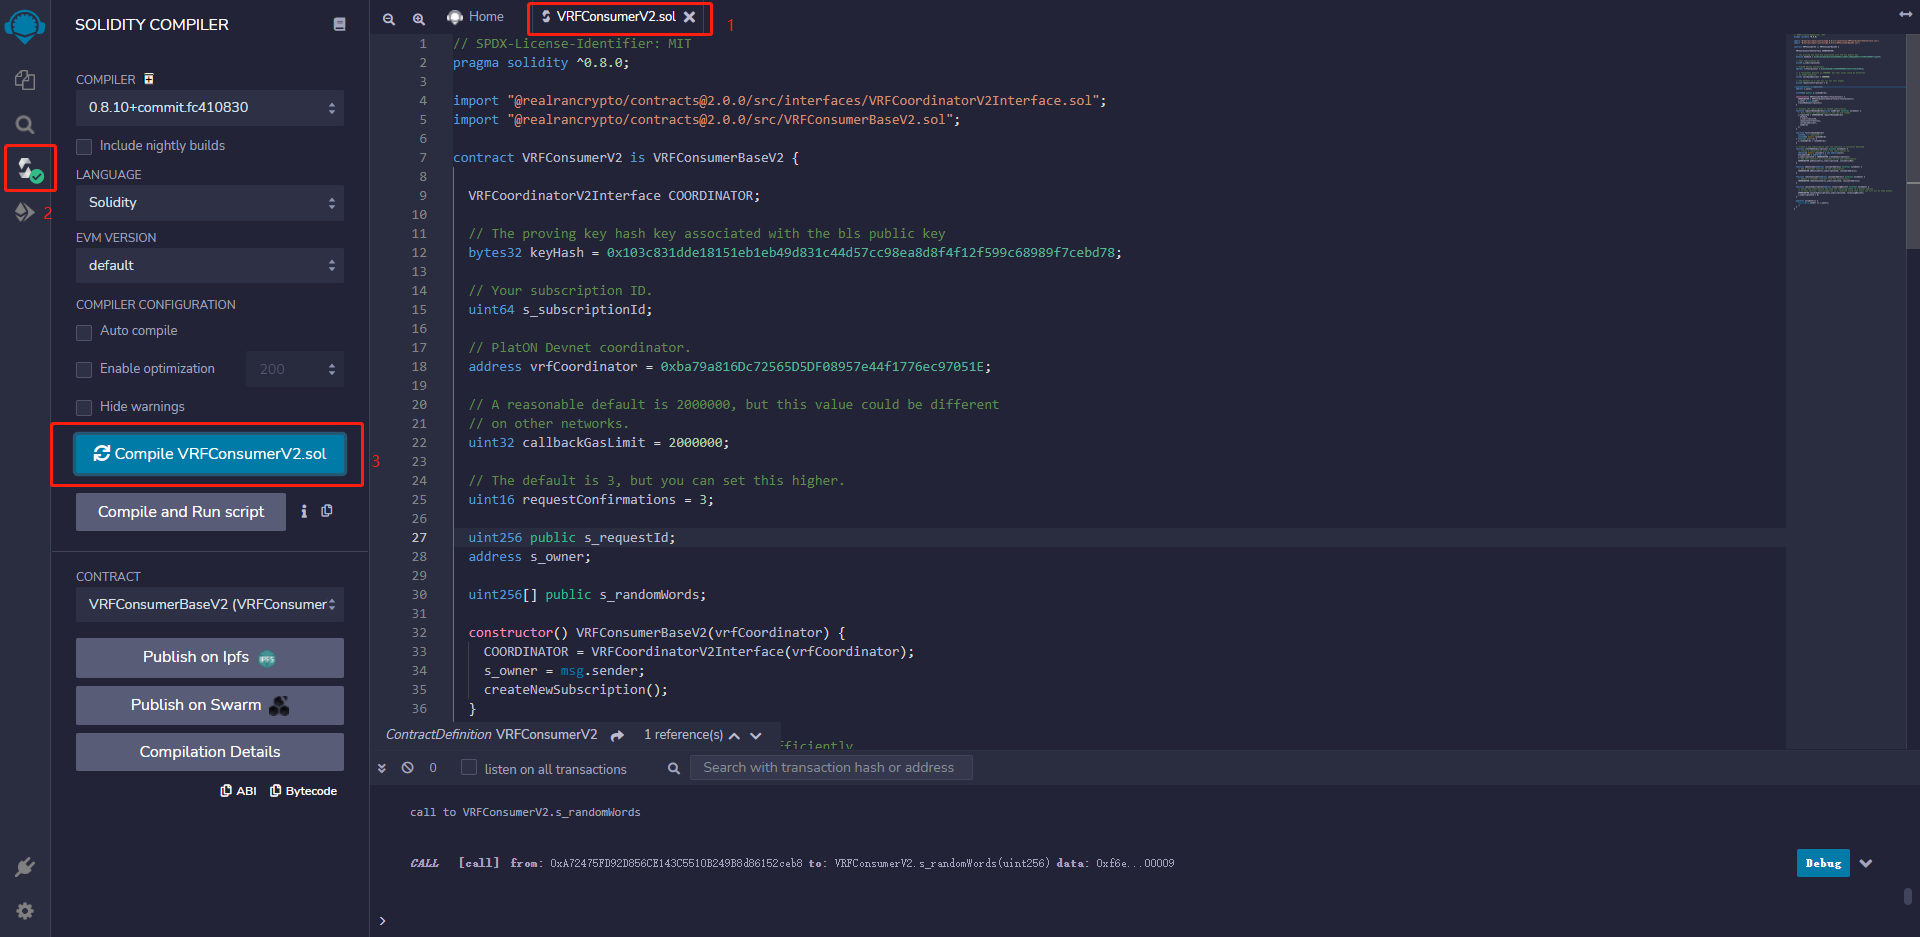 SOLIDITY COMPILER
COMPILER
0.8.10+commit.fc410830
Include nightly builds
LANGUAGE
Solidity
2
EVM VERSION
default
COMPILER CONFIGURATION
Auto compile
Enable optimization
200
Hide warnings
Compile VRFConsumerV2.sol
3
Compile and Run script
CONTRACT
VRFConsumerBaseV2 (VRFConsumer
Publish on Ipfs
IPFS
Publish on Swarm
Compilation Details
ABI Bytecode
Home
VRFConsumerV2.sol
1
1 // SPDX-License-Identifier: MIT
2 pragma solidity ^0.8.0;
3
4 import "@realrancrypto/contracts@2.0.0/src/interfaces/VRFCoordinatorV2Interface.sol";
5 import "@realrancrypto/contracts@2.0.0/src/VRFConsumerBaseV2.sol";
6
7 contract VRFConsumerV2 is VRFConsumerBaseV2 {
8
9 VRFCoordinatorV2Interface COORDINATOR;
10
11 // The proving key hash key associated with the bls public key
12 bytes32 keyHash = 0x103c831dde18151eb1eb49d831c44d57cc98ea8d8f4f12f599c68989f7cebd78;
13
14 // Your subscription ID.
15 uint64 s_subscriptionId;
16
17 // PlatON Devnet coordinator.
18 address vrfCoordinator = 0xba79a816Dc72565D5DF08957e44f1776ec97051E;
19
20 // A reasonable default is 2000000, but this value could be different
21 // on other networks.
22 uint32 callbackGasLimit = 2000000;
23
24 // The default is 3, but you can set this higher.
25 uint16 requestConfirmations = 3;
26
27 uint256 public s_requestId;
28 address s_owner;
29
30 uint256[] public s_randomWords;
31
32 constructor() VRFConsumerBaseV2(vrfCoordinator) {
33 COORDINATOR = VRFCoordinatorV2Interface(vrfCoordinator);
34 s_owner = msg.sender;
35 createNewSubscription();
36 }
ContractDefinition VRFConsumerV2 1 reference(s)
fficiently
0 listen on all transactions Search with transaction hash or address
call to VRFConsumerV2.s_randomWords
CALL [call] from: 0xA72475FD92D856CE143C5510B249B8d86152ceb8 to: VRFConsumerV2.s_randomWords(uint256) data: 0xf6e...00009
Debug
>